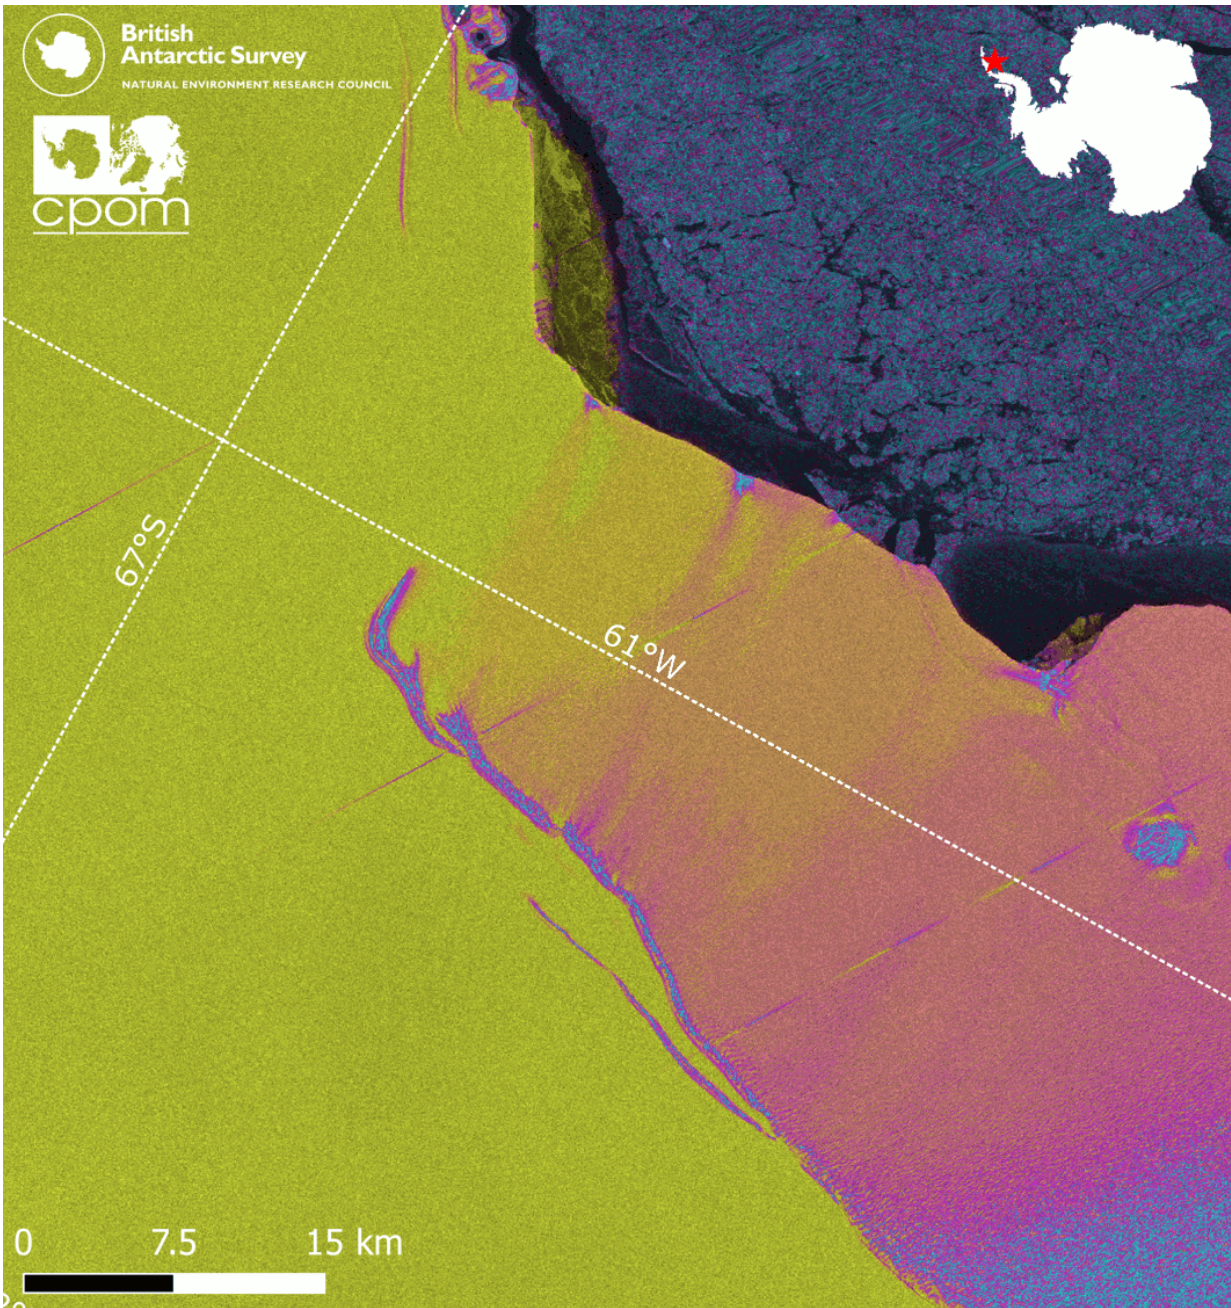 British
Antarctic Survey
NATURAL ENVIRONMENT RESEARCH COUNCIL
cpom
67°S
61°W
0 7.5 15 km